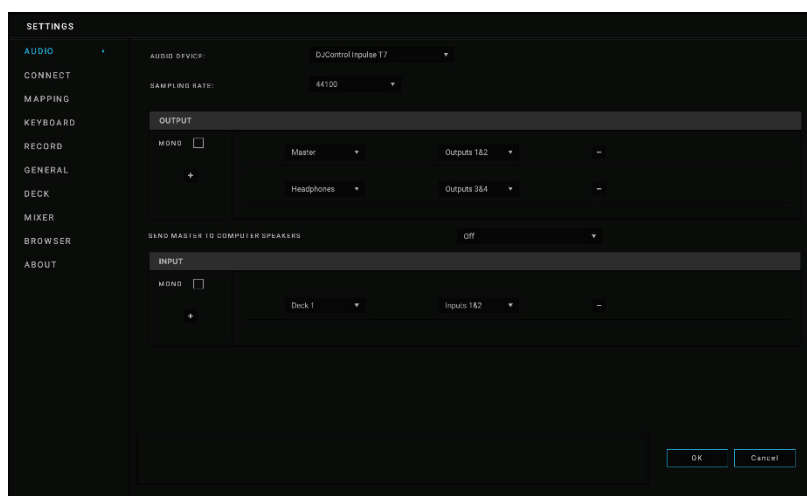 SETTINGS
AUDIO
CONNECT
MAPPING
KEYBOARD
RECORD
GENERAL
DECK
MIXER
BROWSER
ABOUT
AUDIO DEVICE: DJControl Inpulse T7
SAMPLING RATE: 44100
OUTPUT
MONO
Master Outputs 1&2 −
+
Headphones Outputs 3&4 −
SEND MASTER TO COMPUTER SPEAKERS Off
INPUT
MONO
Deck 1 Inputs 1&2 −
+
OK Cancel